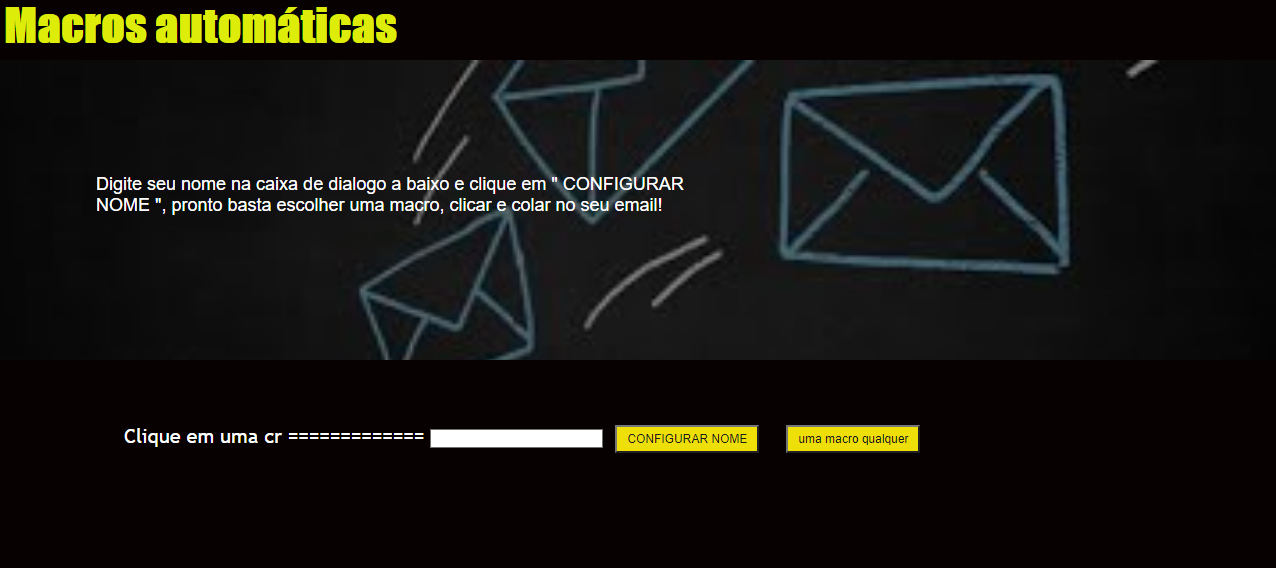 Macros automáticas
Digite seu nome na caixa de dialogo a baixo e clique em " CONFIGURAR
NOME ", pronto basta escolher uma macro, clicar e colar no seu email!
Clique em uma cr ============= CONFIGURAR NOME uma macro qualquer